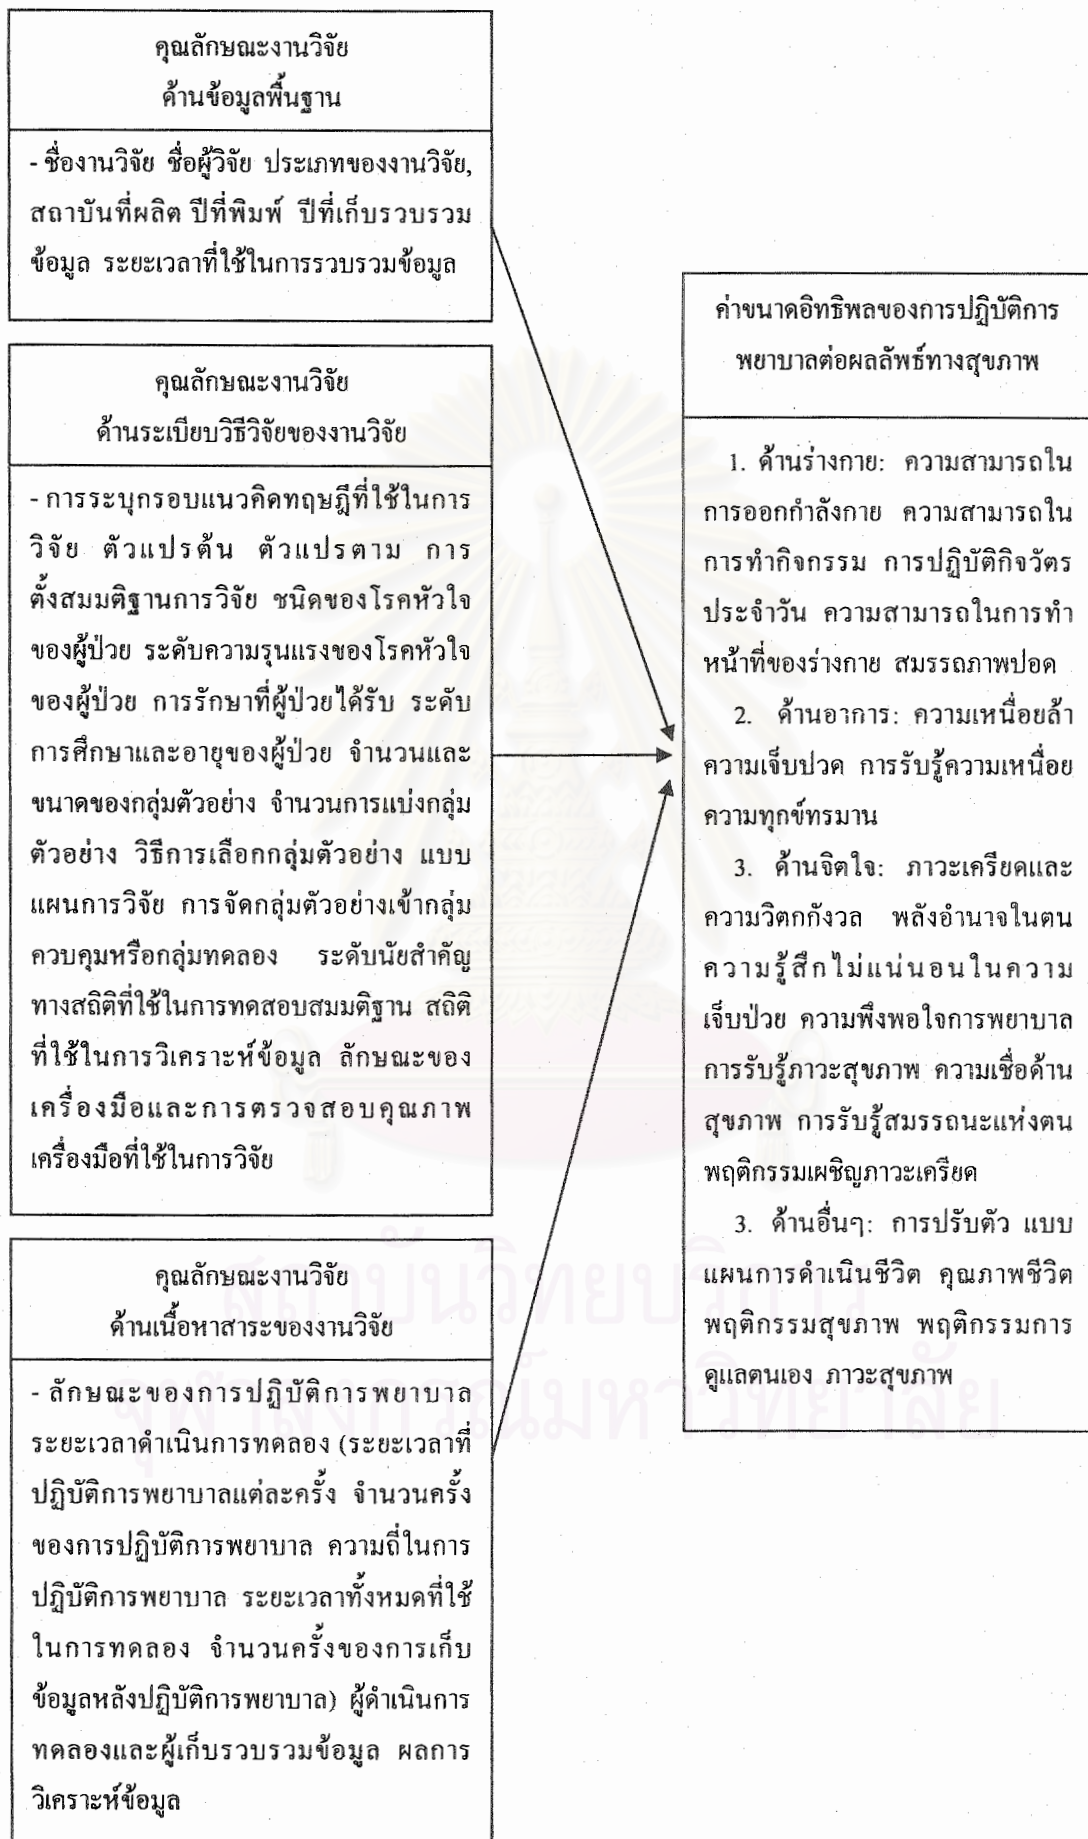 คุณลักษณะงานวิจัย
ด้านข้อมูลพื้นฐาน
- ชื่องานวิจัย ชื่อผู้วิจัย ประเภทของงานวิจัย,
สถาบันที่ผลิต ปีที่พิมพ์ ปีที่เก็บรวบรวม
ข้อมูล ระยะเวลาที่ใช้ในการรวบรวมข้อมูล
คุณลักษณะงานวิจัย
ด้านระเบียบวิธีวิจัยของงานวิจัย
- การระบุกรอบแนวคิดทฤษฎีที่ใช้ในการ
วิจัย ตัวแปรต้น ตัวแปรตาม การ
ตั้งสมมติฐานการวิจัย ชนิดของโรคหัวใจ
ของผู้ป่วย ระดับความรุนแรงของโรคหัวใจ
ของผู้ป่วย การรักษาที่ผู้ป่วยได้รับ ระดับ
การศึกษาและอายุของผู้ป่วย จำนวนและ
ขนาดของกลุ่มตัวอย่าง จำนวนการแบ่งกลุ่ม
ตัวอย่าง วิธีการเลือกกลุ่มตัวอย่าง แบบ
แผนการวิจัย การจัดกลุ่มตัวอย่างเข้ากลุ่ม
ควบคุมหรือกลุ่มทดลอง ระดับนัยสำคัญ
ทางสถิติที่ใช้ในการทดสอบสมมติฐาน สถิติ
ที่ใช้ในการวิเคราะห์ข้อมูล ลักษณะของ
เครื่องมือและการตรวจสอบคุณภาพ
เครื่องมือที่ใช้ในการวิจัย
คุณลักษณะงานวิจัย
ด้านเนื้อหาสาระของงานวิจัย
- ลักษณะของการปฏิบัติการพยาบาล
ระยะเวลาดำเนินการทดลอง (ระยะเวลาที่
ปฏิบัติการพยาบาลแต่ละครั้ง จำนวนครั้ง
ของการปฏิบัติการพยาบาล ความถี่ในการ
ปฏิบัติการพยาบาล ระยะเวลาทั้งหมดที่ใช้
ในการทดลอง จำนวนครั้งของการเก็บ
ข้อมูลหลังปฏิบัติการพยาบาล) ผู้ดำเนินการ
ทดลองและผู้เก็บรวบรวมข้อมูล ผลการ
วิเคราะห์ข้อมูล
ค่าขนาดอิทธิพลของการปฏิบัติการ
พยาบาลต่อผลลัพธ์ทางสุขภาพ
1. ด้านร่างกาย: ความสามารถใน
การออกกำลังกาย ความสามารถใน
การทำกิจกรรม การปฏิบัติกิจวัตร
ประจำวัน ความสามารถในการทำ
หน้าที่ของร่างกาย สมรรถภาพปอด
2. ด้านอาการ: ความเหนื่อยล้า
ความเจ็บปวด การรับรู้ความเหนื่อย
ความทุกข์ทรมาน
3. ด้านจิตใจ: ภาวะเครียดและ
ความวิตกกังวล พลังอำนาจในตน
ความรู้สึกไม่แน่นอนในความ
เจ็บป่วย ความพึงพอใจการพยาบาล
การรับรู้ภาวะสุขภาพ ความเชื่อด้าน
สุขภาพ การรับรู้สมรรถนะแห่งตน
พฤติกรรมเผชิญภาวะเครียด
3. ด้านอื่นๆ: การปรับตัว แบบ
แผนการดำเนินชีวิต คุณภาพชีวิต
พฤติกรรมสุขภาพ พฤติกรรมการ
ดูแลตนเอง ภาวะสุขภาพ
สถาบันวิทยบริการ
จุฬาลงกรณ์มหาวิทยาลัย